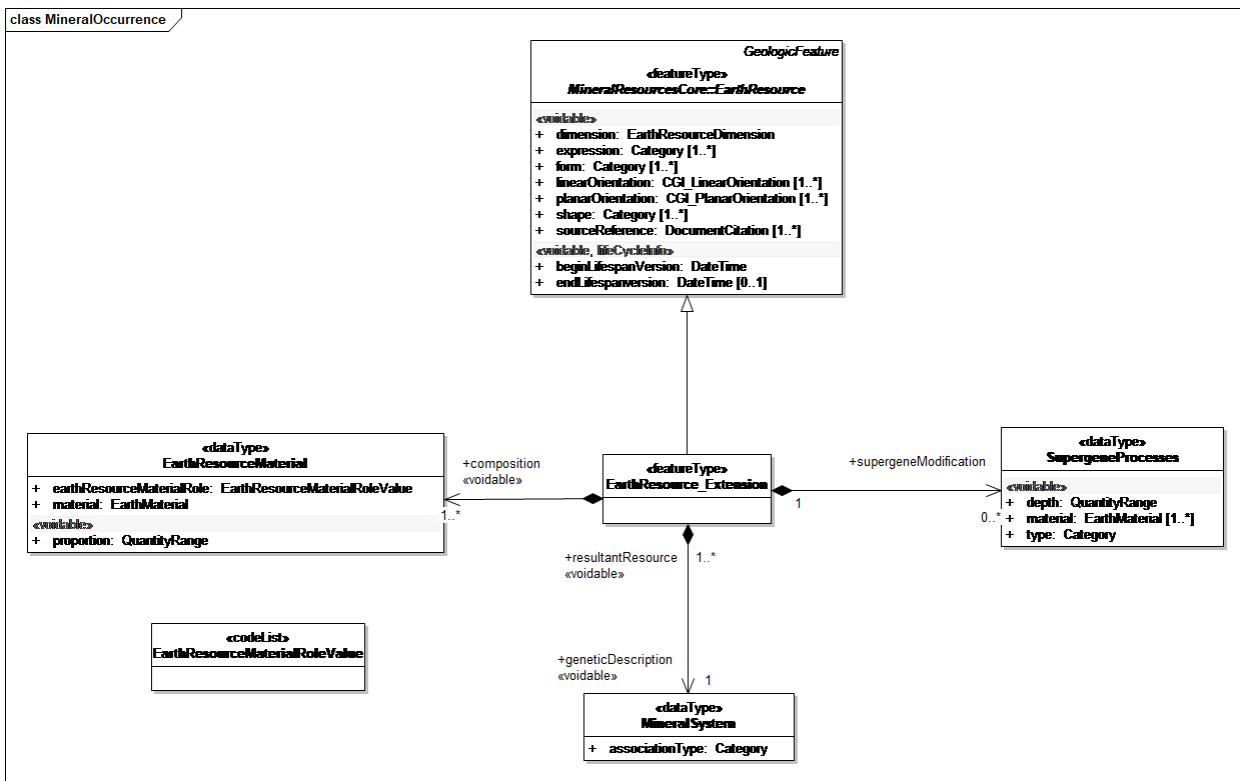 class MineralOccurrence
GeologicFeature
«featureType»
MineralResourcesCore::EarthResource
«voidable»
+ dimension: EarthResourceDimension
+ expression: Category [1..*]
+ form: Category [1..*]
+ linearOrientation: CGI_LinearOrientation [1..*]
+ planarOrientation: CGI_PlanarOrientation [1..*]
+ shape: Category [1..*]
+ sourceReference: DocumentCitation [1..*]
«voidable, lifeCycleInfo»
+ beginLifespanVersion: DateTime
+ endLifespanversion: DateTime [0..1]
«dataType»
EarthResourceMaterial
+ earthResourceMaterialRole: EarthResourceMaterialRoleValue
+ material: EarthMaterial
«voidable»
+ proportion: QuantityRange
+composition
«voidable»
1..*
«featureType»
EarthResource_Extension
+supergeneModification
1
0..*
«dataType»
SupergeneProcesses
«voidable»
+ depth: QuantityRange
+ material: EarthMaterial [1..*]
+ type: Category
+resultantResource
«voidable»
1..*
«codeList»
EarthResourceMaterialRoleValue
+geneticDescription
«voidable»
1
«dataType»
MineralSystem
+ associationType: Category